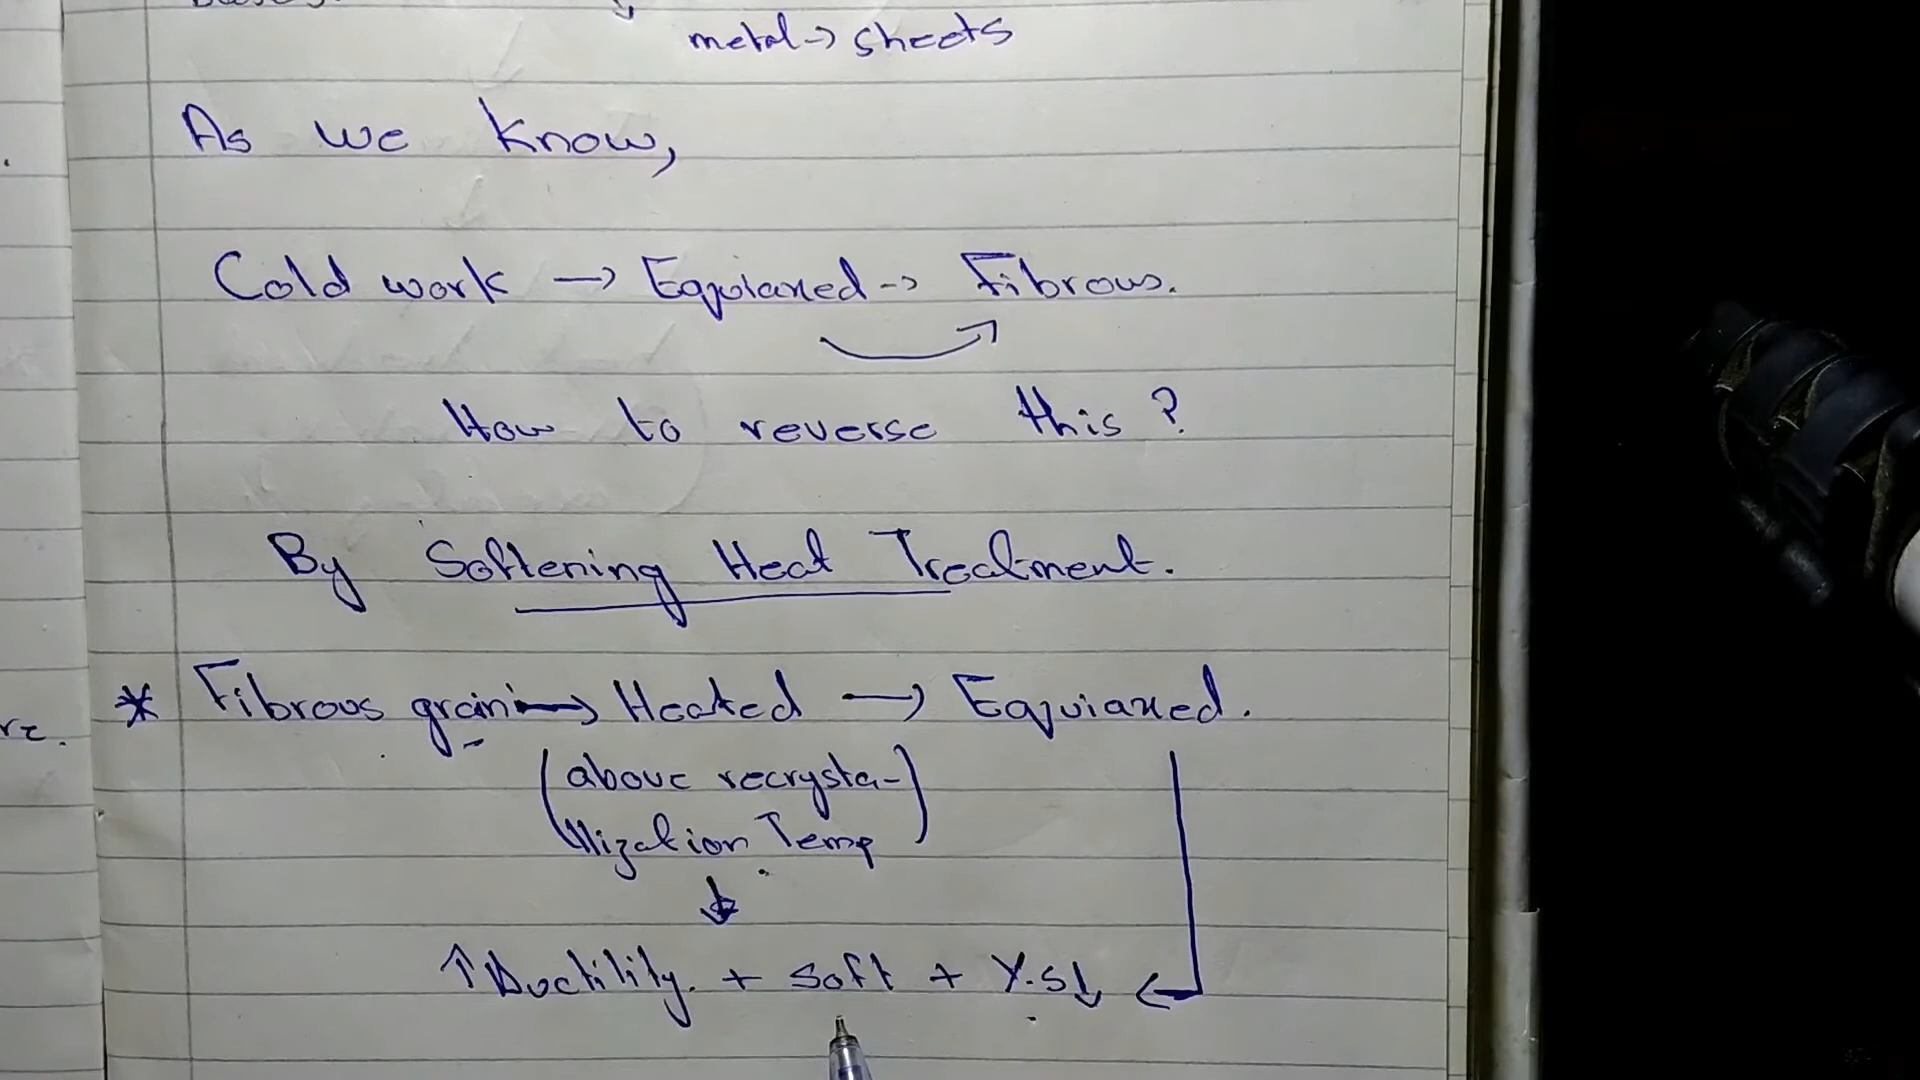 metal -> sheets
As we know,
Cold work -> Equiaxed -> Fibrous.
How to reverse this?
By Softening Heat Treatment.
* Fibrous grain -> Heated -> Equiaxed.
(above recrysta-
llization Temp)
↓
↑Ductility. + soft + Y.S↓ ←